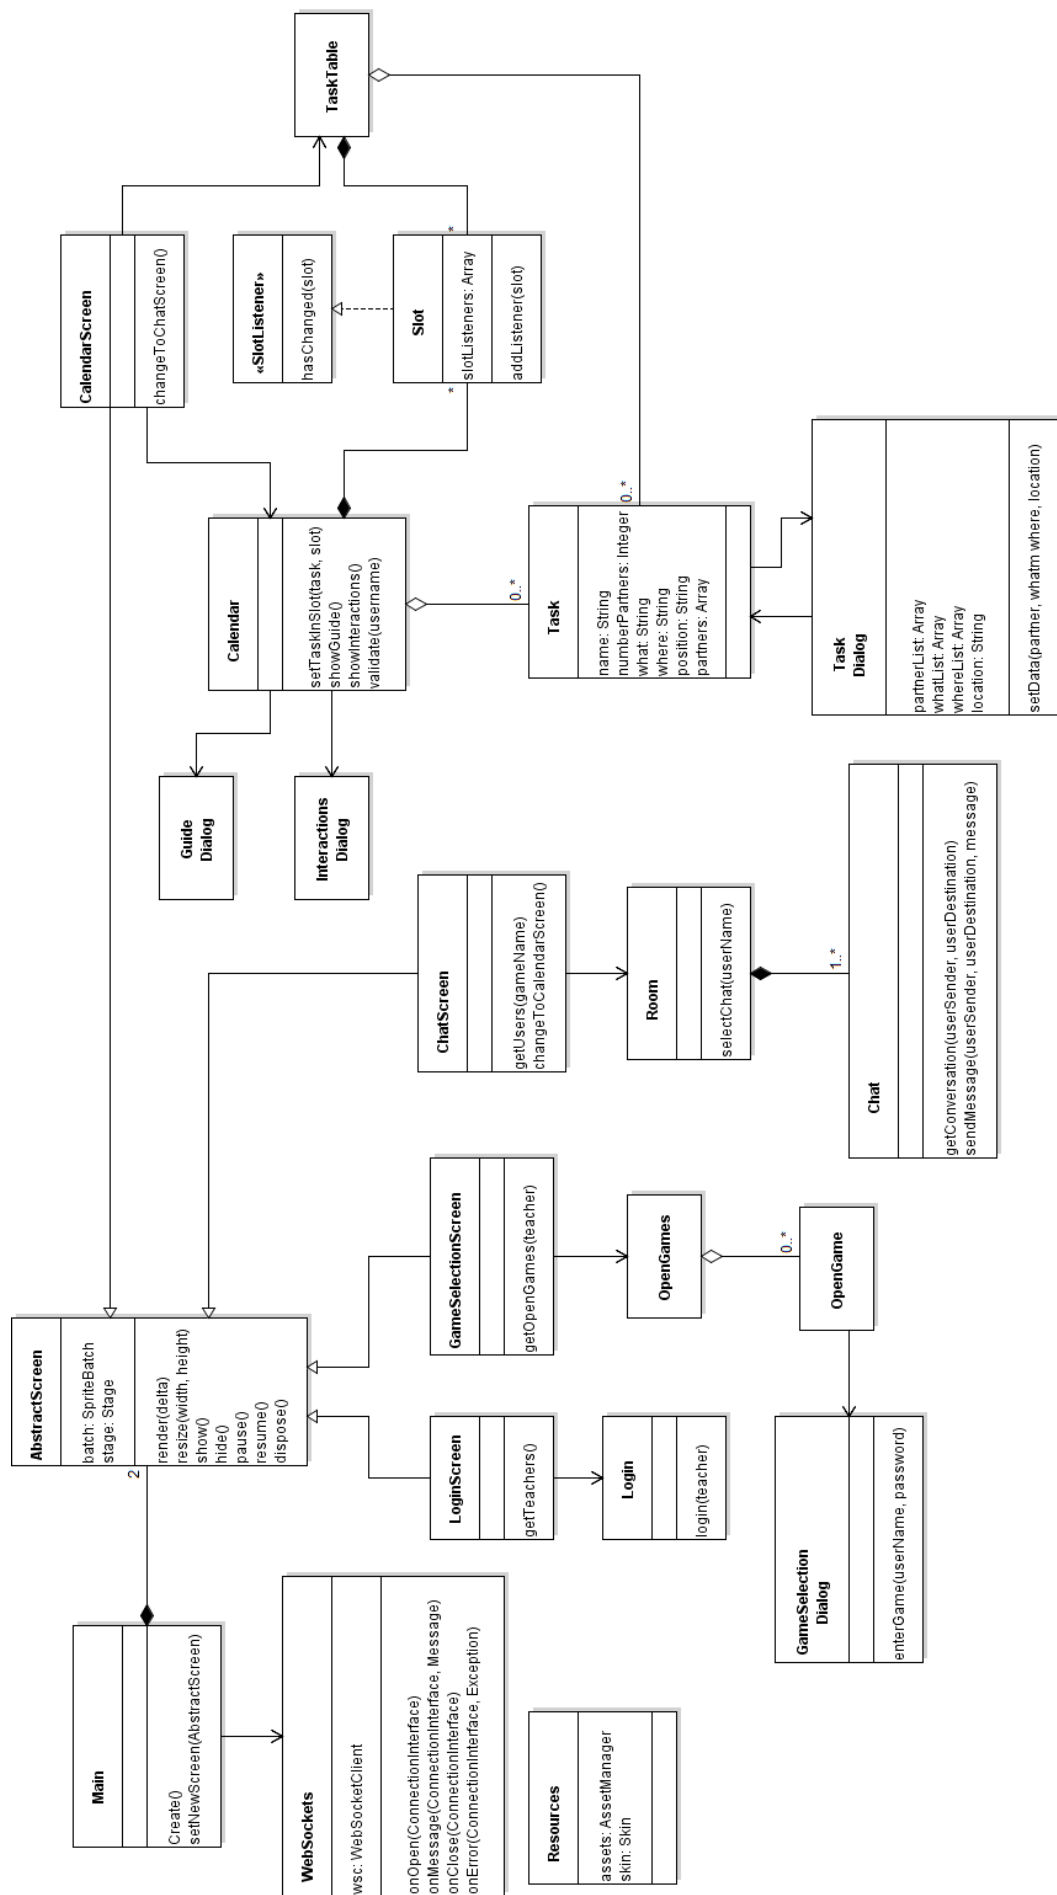 Main
Create()
setNewScreen(AbstractScreen)
WebSockets
wsc: WebSocketClient
onOpen(ConnectionInterface)
onMessage(ConnectionInterface, Message)
onClose(ConnectionInterface)
onError(ConnectionInterface, Exception)
Resources
assets: AssetManager
skin: Skin
AbstractScreen
batch: SpriteBatch
stage: Stage
render(delta)
resize(width, height)
show()
hide()
pause()
resume()
dispose()
2
LoginScreen
getTeachers()
Login
login(teacher)
GameSelectionScreen
getOpenGames(teacher)
OpenGames
0..*
OpenGame
GameSelection
Dialog
enterGame(userName, password)
ChatScreen
getUsers(gameName)
changeToCalendarScreen()
Room
selectChat(userName)
1..*
Chat
getConversation(userSender, userDestination)
sendMessage(userSender, userDestination, message)
Guide
Dialog
Interactions
Dialog
Calendar
setTaskInSlot(task, slot)
showGuide()
showInteractions()
validate(username)
0..*
Task
name: String
numberPartners: Integer
what: String
where: String
position: String
partners: Array
0..*
Task
Dialog
partnerList: Array
whatList: Array
whereList: Array
location: String
setData(partner, whatm where, location)
CalendarScreen
changeToChatScreen()
«SlotListener»
hasChanged(slot)
Slot
slotListeners: Array
addListener(slot)
*
*
TaskTable